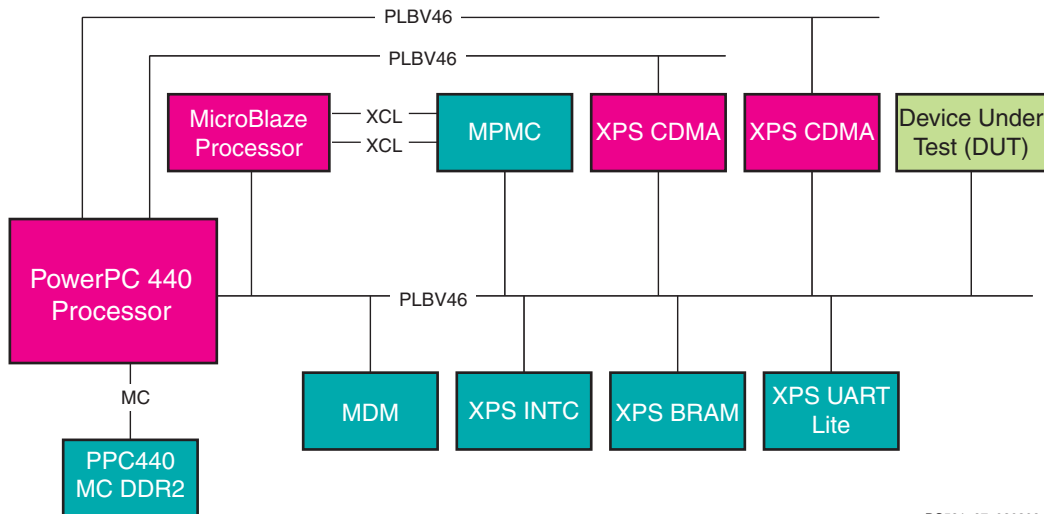 PLBV46
PLBV46
MicroBlaze
Processor
XCL
XCL
MPMC
XPS CDMA
XPS CDMA
Device Under
Test (DUT)
PowerPC 440
Processor
PLBV46
MC
MDM
XPS INTC
XPS BRAM
XPS UART
Lite
PPC440
MC DDR2